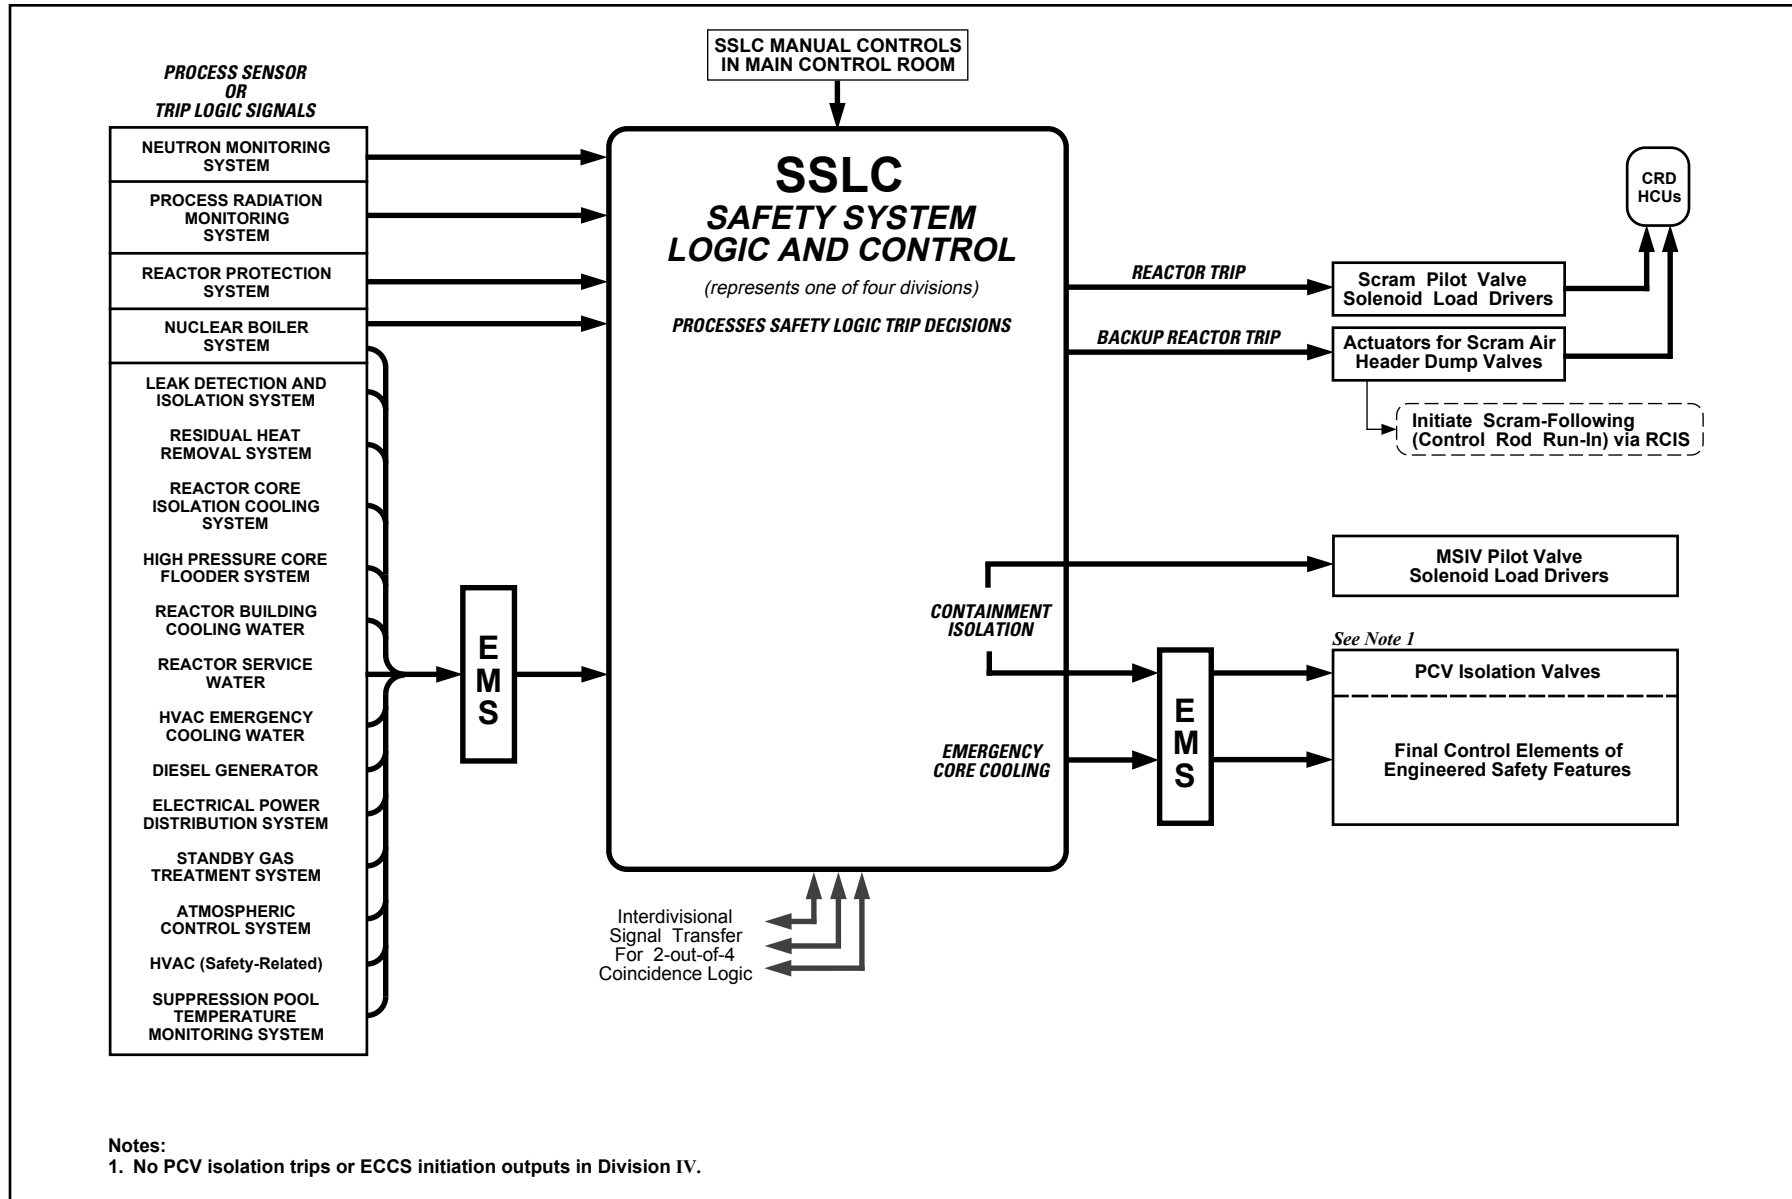 SSLC MANUAL CONTROLS
IN MAIN CONTROL ROOM
PROCESS SENSOR
OR
TRIP LOGIC SIGNALS
NEUTRON MONITORING
SYSTEM
PROCESS RADIATION
MONITORING
SYSTEM
REACTOR PROTECTION
SYSTEM
NUCLEAR BOILER
SYSTEM
LEAK DETECTION AND
ISOLATION SYSTEM
RESIDUAL HEAT
REMOVAL SYSTEM
REACTOR CORE
ISOLATION COOLING
SYSTEM
HIGH PRESSURE CORE
FLOODER SYSTEM
REACTOR BUILDING
COOLING WATER
REACTOR SERVICE
WATER
HVAC EMERGENCY
COOLING WATER
DIESEL GENERATOR
ELECTRICAL POWER
DISTRIBUTION SYSTEM
STANDBY GAS
TREATMENT SYSTEM
ATMOSPHERIC
CONTROL SYSTEM
HVAC (Safety-Related)
SUPPRESSION POOL
TEMPERATURE
MONITORING SYSTEM
E
M
S
SSLC
SAFETY SYSTEM
LOGIC AND CONTROL
(represents one of four divisions)
PROCESSES SAFETY LOGIC TRIP DECISIONS
CONTAINMENT
ISOLATION
EMERGENCY
CORE COOLING
Interdivisional
Signal Transfer
For 2-out-of-4
Coincidence Logic
REACTOR TRIP
BACKUP REACTOR TRIP
E
M
S
CRD
HCUs
Scram Pilot Valve
Solenoid Load Drivers
Actuators for Scram Air
Header Dump Valves
Initiate Scram-Following
(Control Rod Run-In) via RCIS
MSIV Pilot Valve
Solenoid Load Drivers
See Note 1
PCV Isolation Valves
Final Control Elements of
Engineered Safety Features
Notes:
1. No PCV isolation trips or ECCS initiation outputs in Division IV.